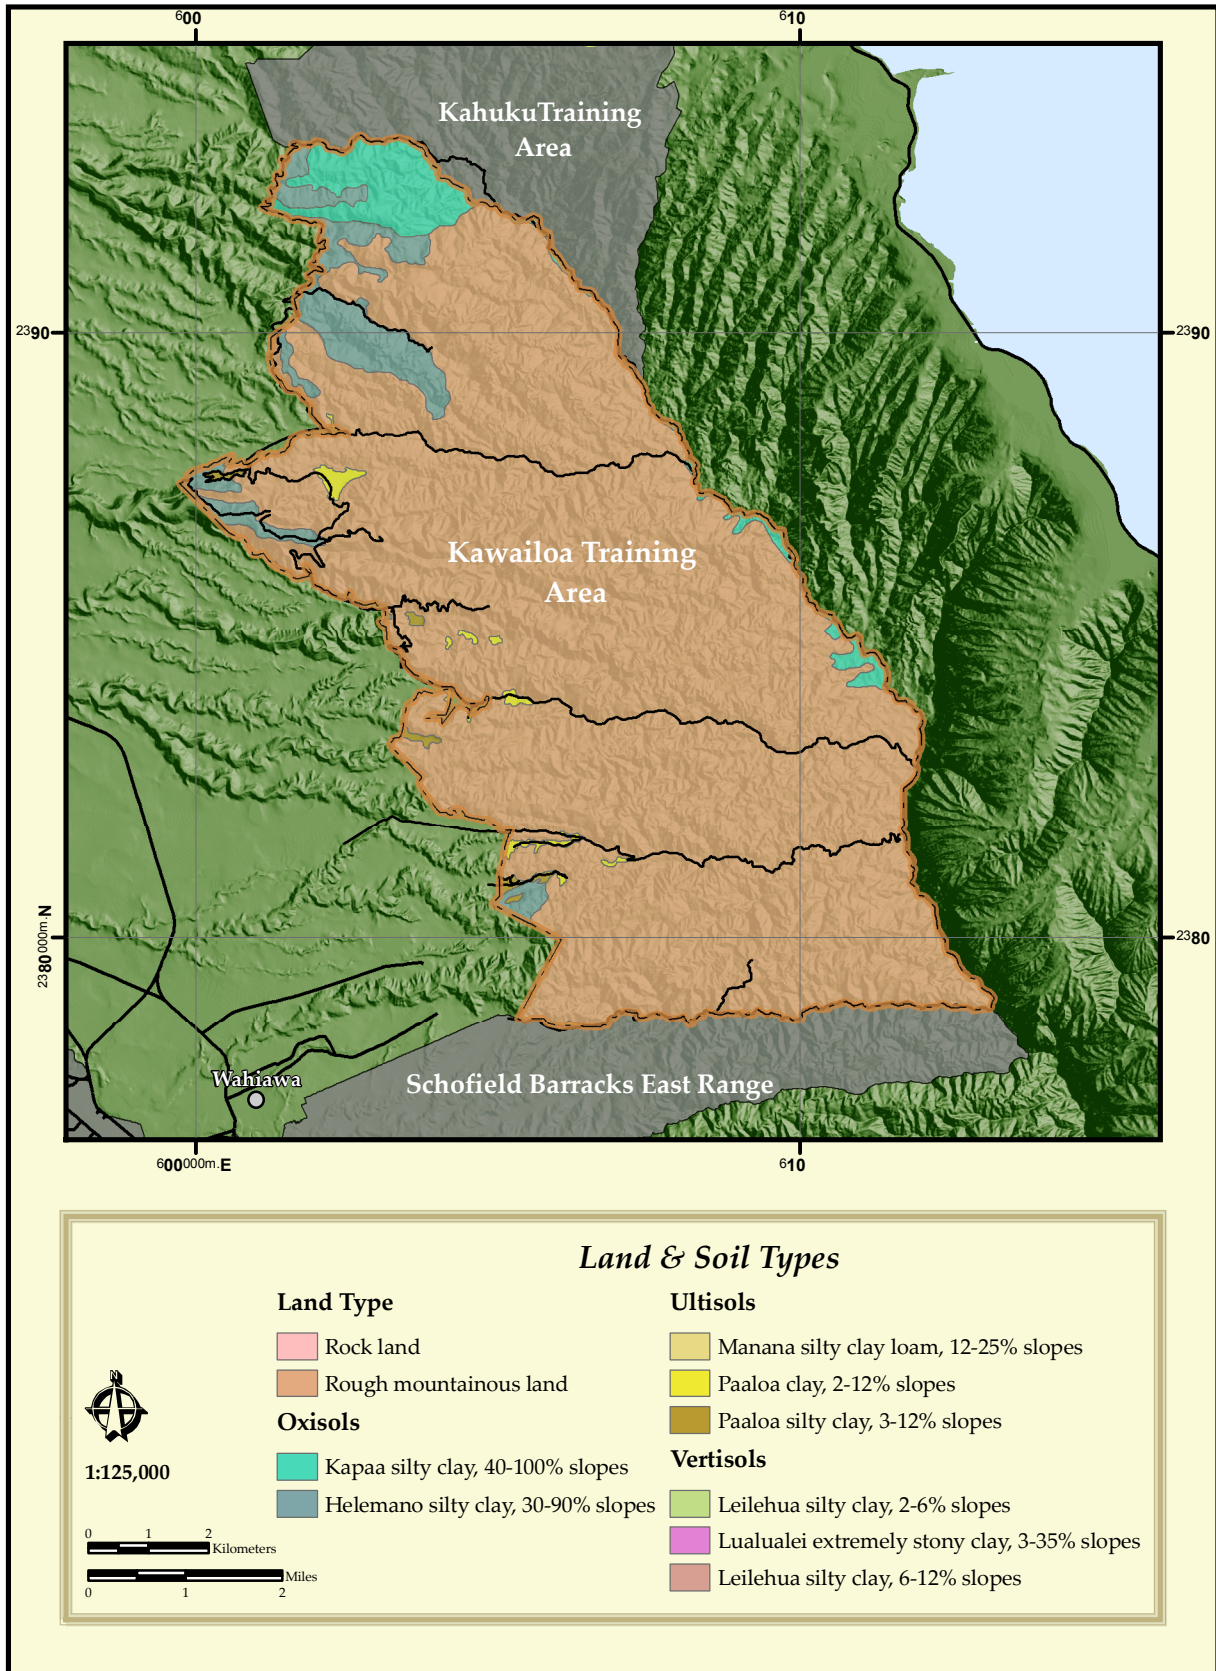 600
610
KahukuTraining
Area
2390
2390
Kawailoa Training
Area
2380000m.N
2380
Wahiawa
Schofield Barracks East Range
600000m.E
610
Land & Soil Types
Land Type
Rock land
Rough mountainous land
Oxisols
Kapaa silty clay, 40-100% slopes
Helemano silty clay, 30-90% slopes
Ultisols
Manana silty clay loam, 12-25% slopes
Paaloa clay, 2-12% slopes
Paaloa silty clay, 3-12% slopes
Vertisols
Leilehua silty clay, 2-6% slopes
Lualualei extremely stony clay, 3-35% slopes
Leilehua silty clay, 6-12% slopes
N
1:125,000
0 1 2
Kilometers
Miles
0 1 2